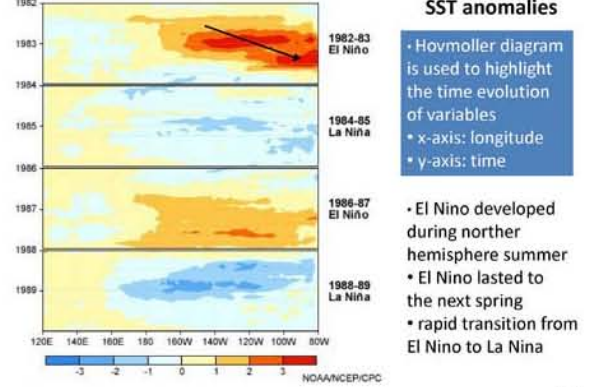 SST anomalies
1982
1983
1984
1985
1986
1987
1988
1989
1982-83
El Niño
1984-85
La Niña
1986-87
El Niño
1988-89
La Niña
120E 140E 160E 180 160W 140W 120W 100W 80W
-3 -2 -1 0 1 2 3
NOAA/NCEP/CPC
• Hovmoller diagram
is used to highlight
the time evolution
of variables
• x-axis: longitude
• y-axis: time
• El Nino developed
during norther
hemisphere summer
• El Nino lasted to
the next spring
• rapid transition from
El Nino to La Nina